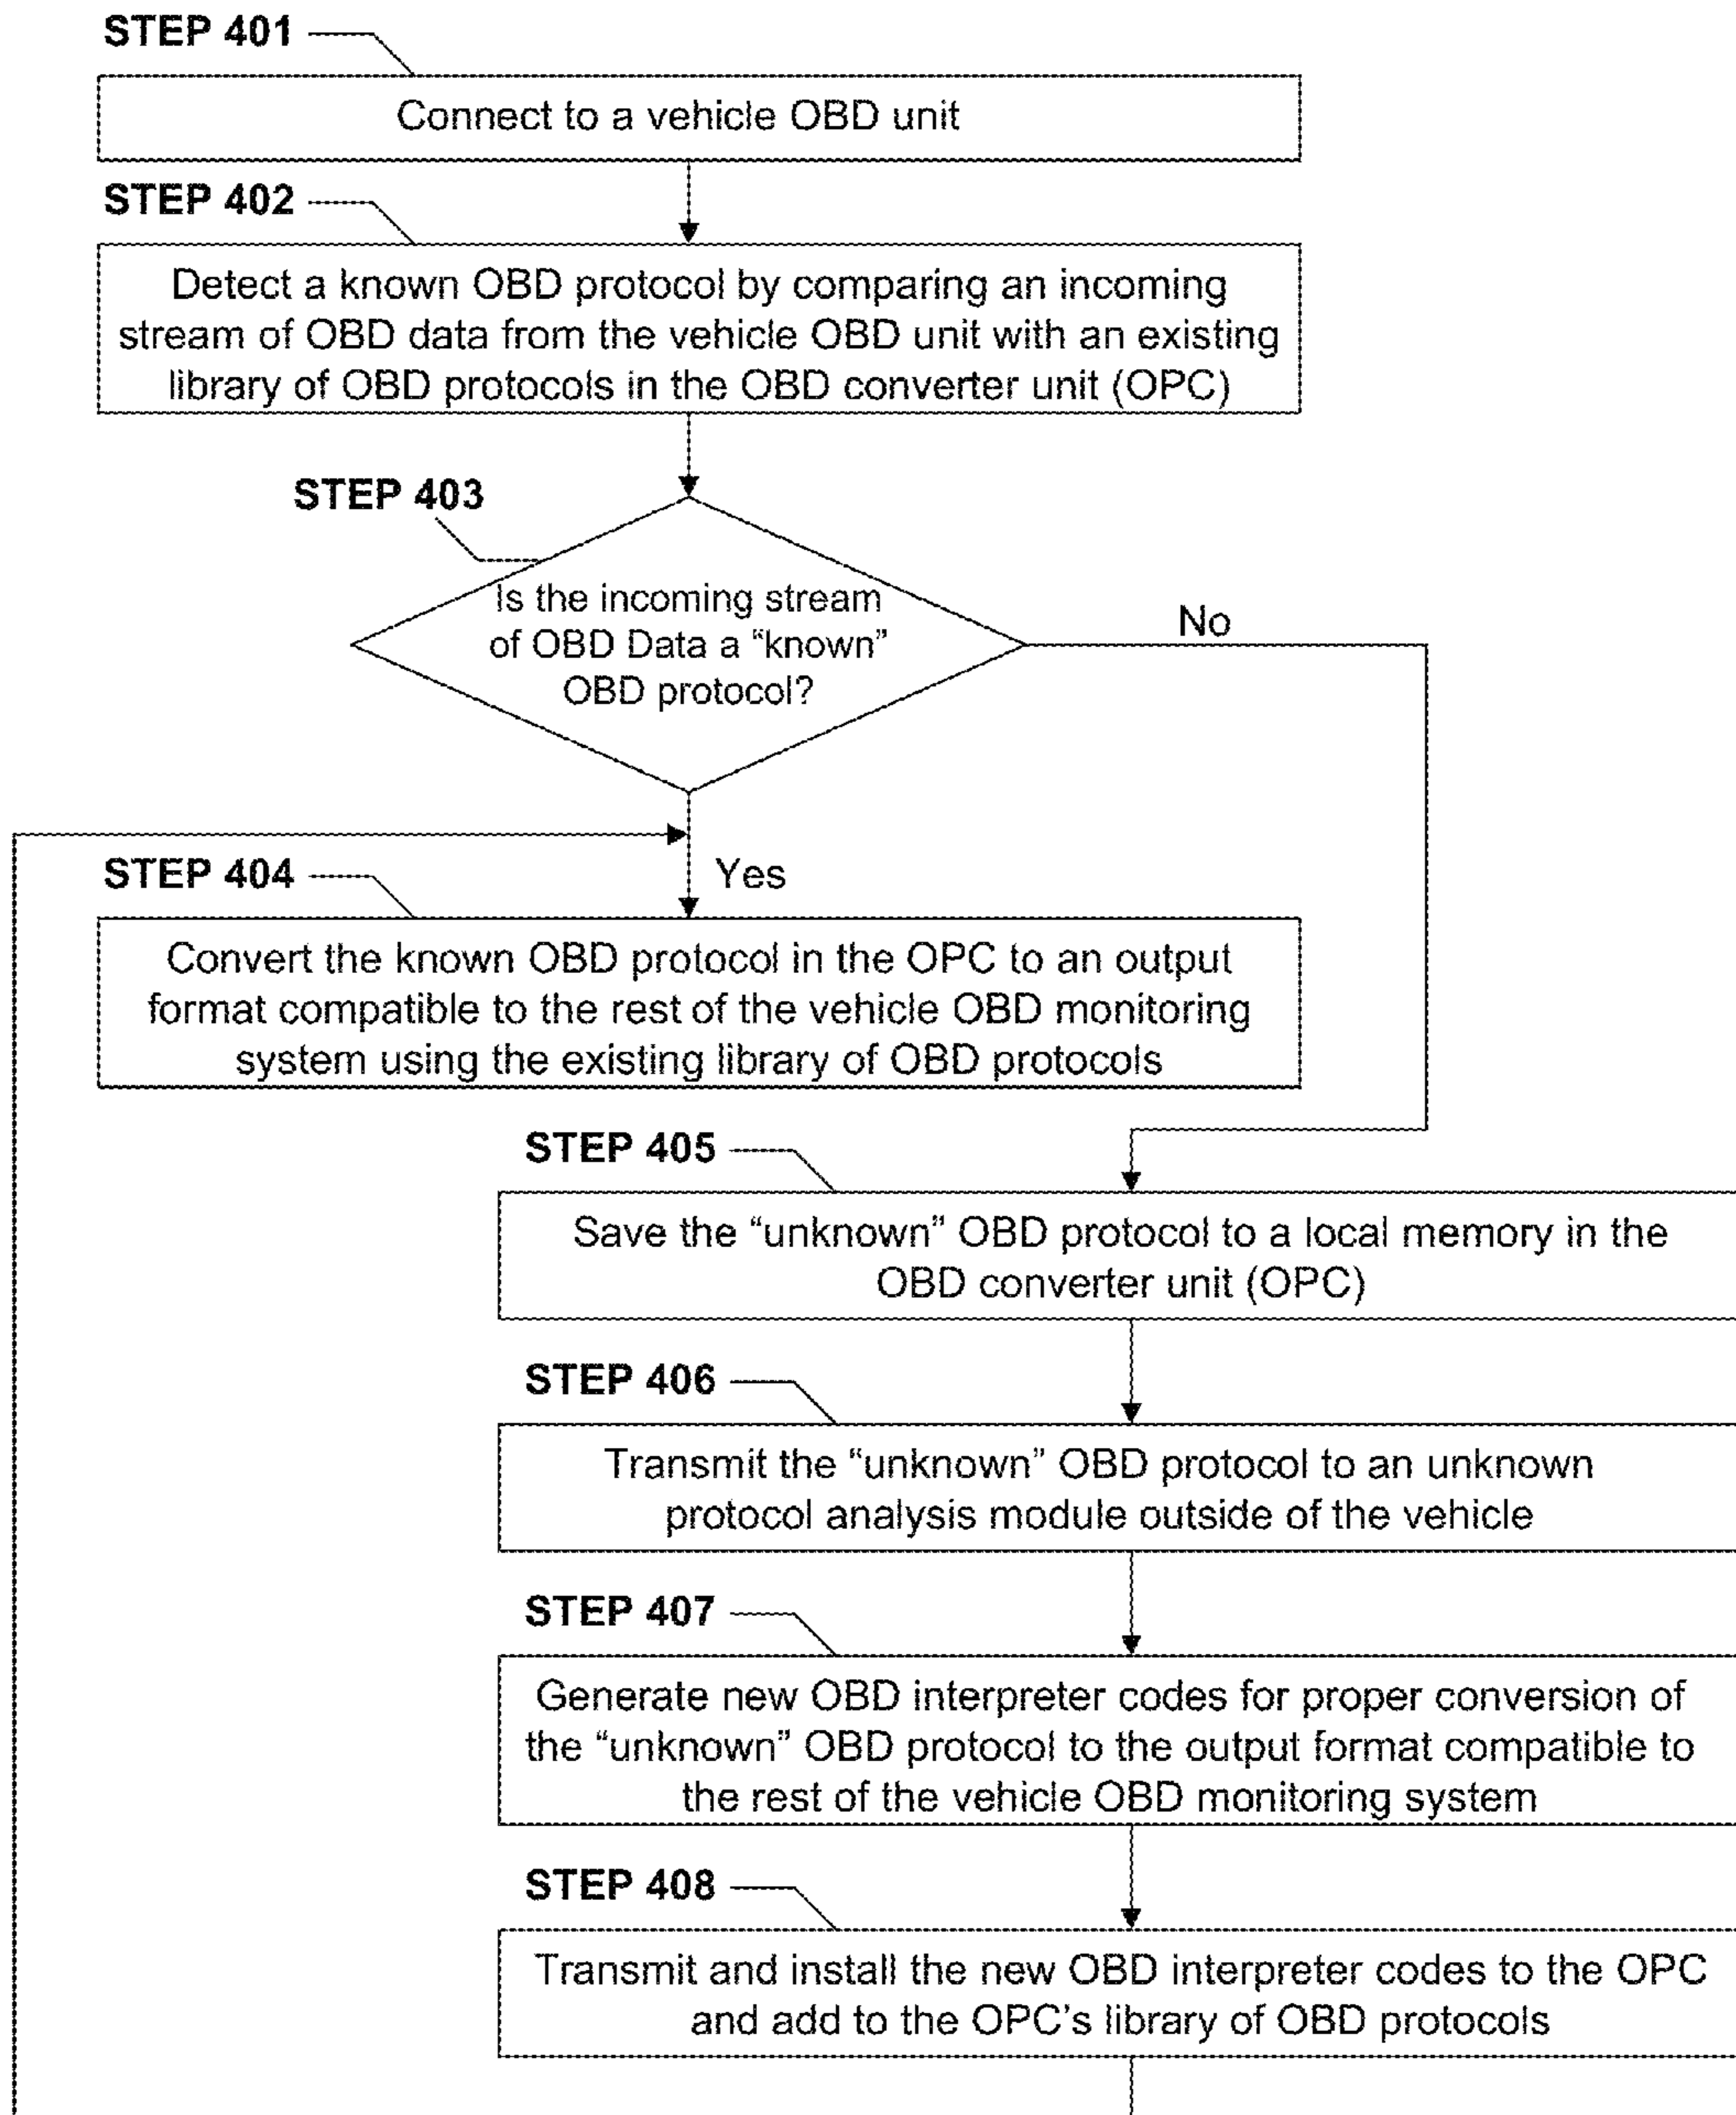 STEP 401
Connect to a vehicle OBD unit
STEP 402
Detect a known OBD protocol by comparing an incoming
stream of OBD data from the vehicle OBD unit with an existing
library of OBD protocols in the OBD converter unit (OPC)
STEP 403
Is the incoming stream
of OBD Data a “known”
OBD protocol?
No
Yes
STEP 404
Convert the known OBD protocol in the OPC to an output
format compatible to the rest of the vehicle OBD monitoring
system using the existing library of OBD protocols
STEP 405
Save the “unknown” OBD protocol to a local memory in the
OBD converter unit (OPC)
STEP 406
Transmit the “unknown” OBD protocol to an unknown
protocol analysis module outside of the vehicle
STEP 407
Generate new OBD interpreter codes for proper conversion of
the “unknown” OBD protocol to the output format compatible to
the rest of the vehicle OBD monitoring system
STEP 408
Transmit and install the new OBD interpreter codes to the OPC
and add to the OPC’s library of OBD protocols